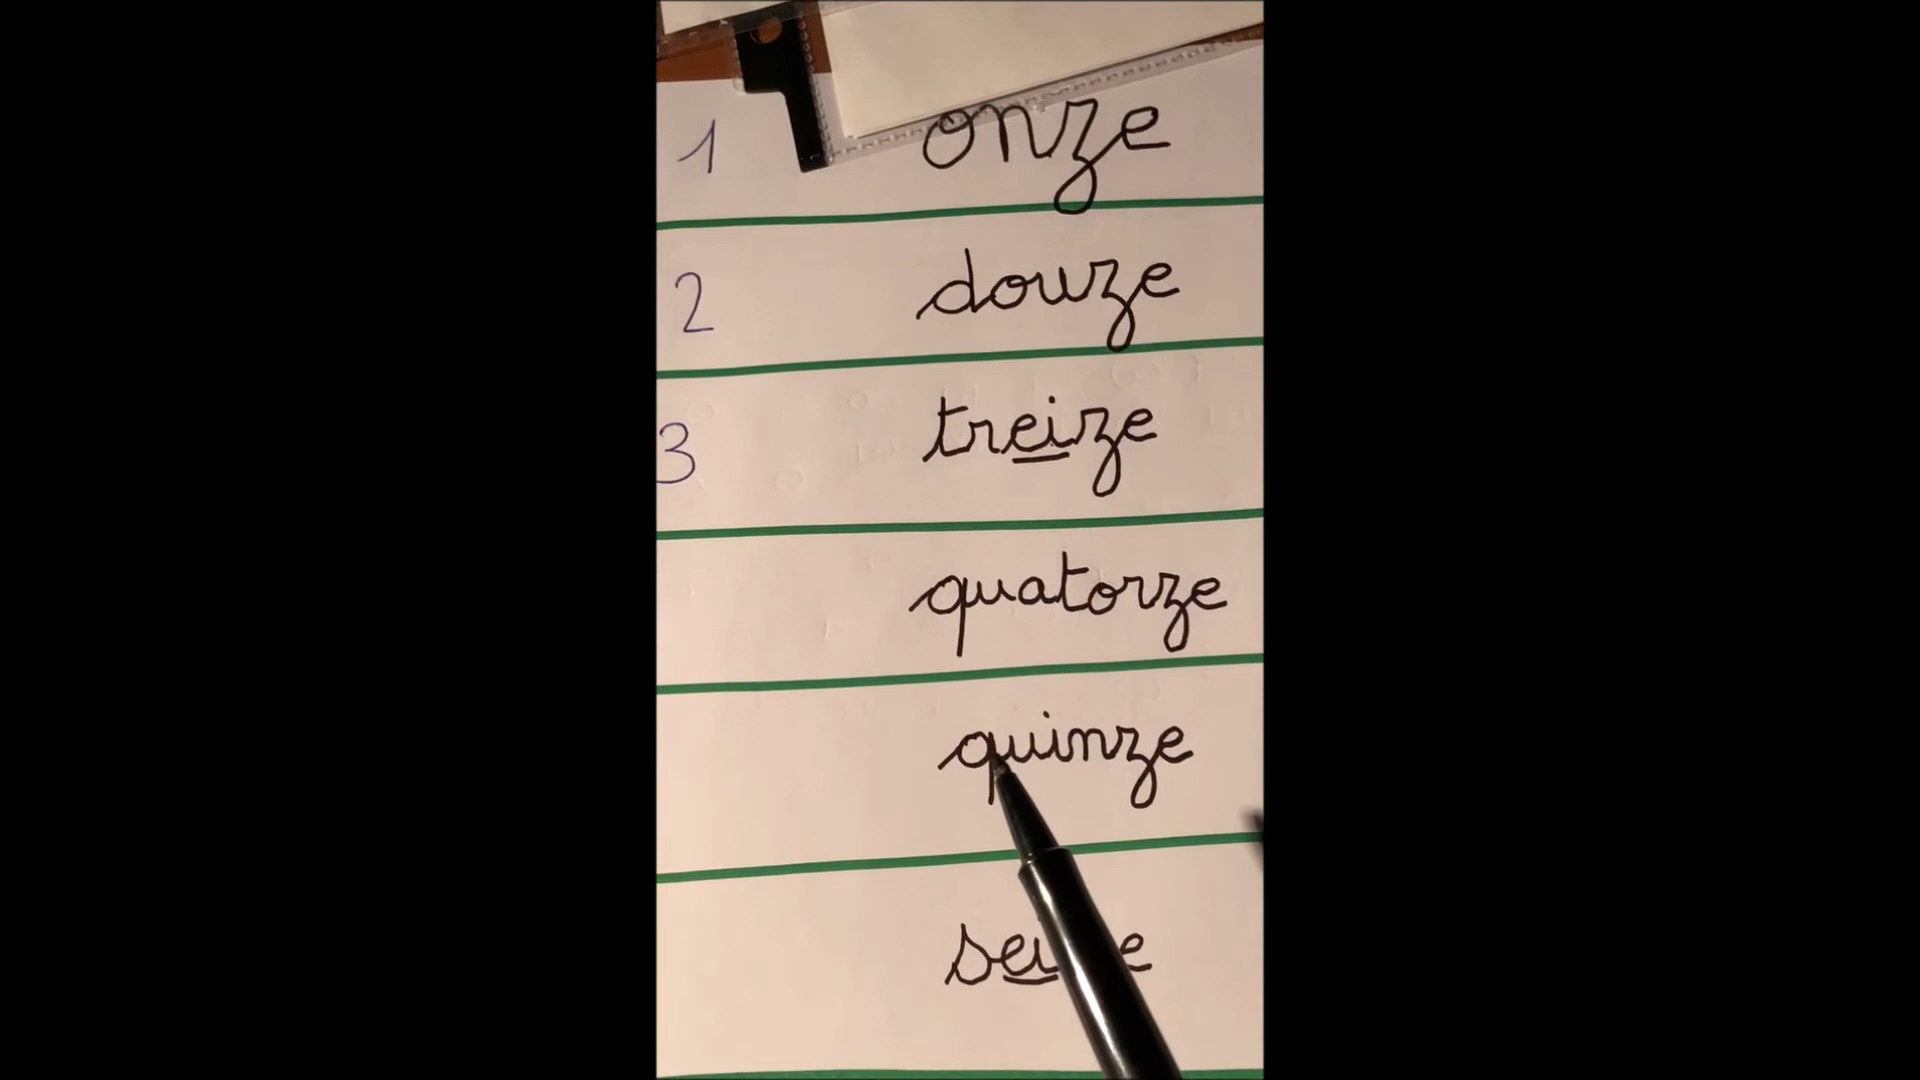 1 onze
2 douze
3 treize
quatorze
quinze